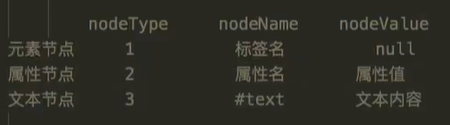 nodeType nodeName nodeValue
元素节点 1 标签名 null
属性节点 2 属性名 属性值
文本节点 3 #text 文本内容